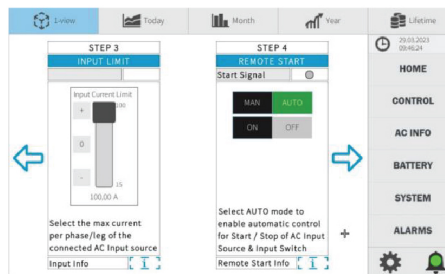 I-view
Today
Month
Year
Lifetime
29.03.2023
09:46:24
STEP 3
INPUT LIMIT
Input Current Limit
+
100
0
-
15
100,00 A
Select the max current
per phase/leg of the
connected AC Input source
Input Info
i
STEP 4
REMOTE START
Start Signal
MAN
AUTO
ON
OFF
Select AUTO mode to
enable automatic control
for Start / Stop of AC Input
Source & Input Switch
Remote Start Info
i
HOME
CONTROL
AC INFO
BATTERY
SYSTEM
ALARMS